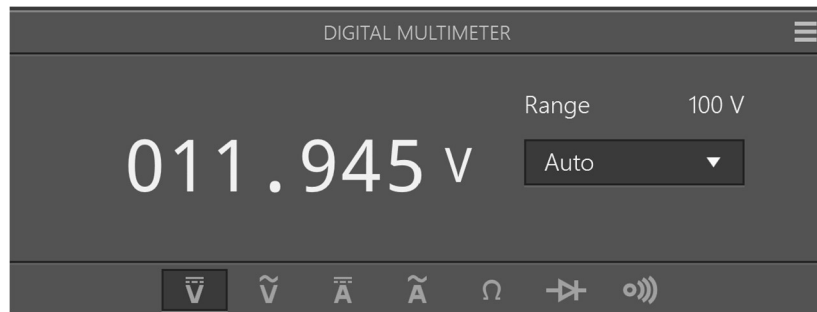 DIGITAL MULTIMETER
Range 100 V
011.945 V
Auto
V V A A Ω